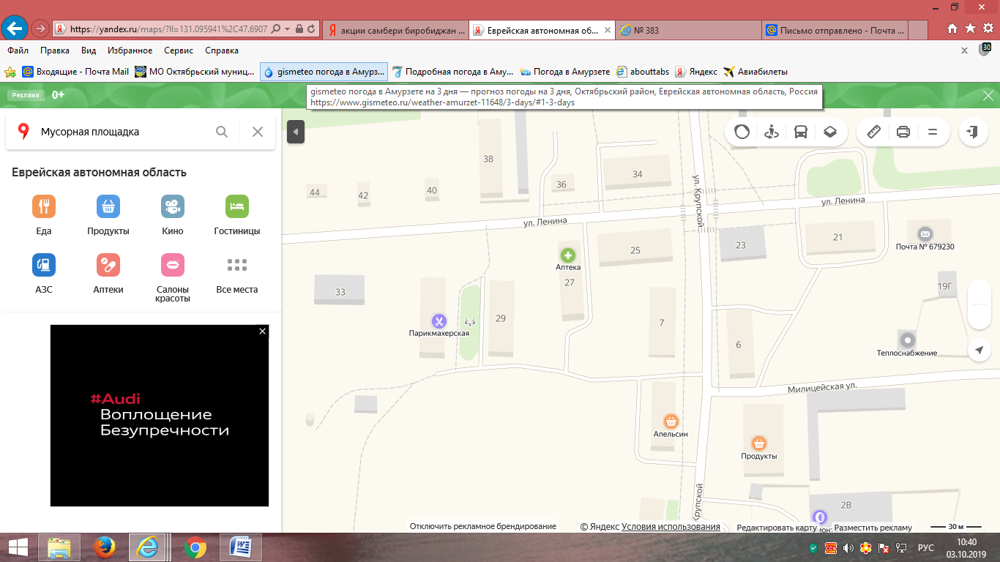 https://yandex.ru/maps/?ll=131.095941%2C47.6907
акции самбери биробиджан ...
Еврейская автономная об...
№ 383
Письмо отправлено - Почта ...
Файл Правка Вид Избранное Сервис Справка
30
Входящие - Почта Mail
МО Октябрьский муниц...
gismeteo погода в Амурз...
Подробная погода в Аму...
Погода в Амурзете
abouttabs
Яндекс
Авиабилеты
Реклама 0+
gismeteo погода в Амурзете на 3 дня — прогноз погоды на 3 дня, Октябрьский район, Еврейская автономная область, Россия
https://www.gismeteo.ru/weather-amurzet-11648/3-days/#1-3-days
Мусорная площадка
Еврейская автономная область
Еда
Продукты
Кино
Гостиницы
АЗС
Аптеки
Салоны
красоты
Все места
#Audi
Воплощение
Безупречности
38
34
36
40
42
44
ул. Крупской
ул. Ленина
ул. Ленина
21
23
25
Почта № 679230
Аптека
27
19Г
33
29
7
6
Парикмахерская
Теплоснабжение
Милицейская ул.
Апельсин
Продукты
Крупской
2В
Отключить рекламное брендирование
© Яндекс Условия использования
Редактировать карту
Разместить рекламу
30 м
РУС
10:40
03.10.2019